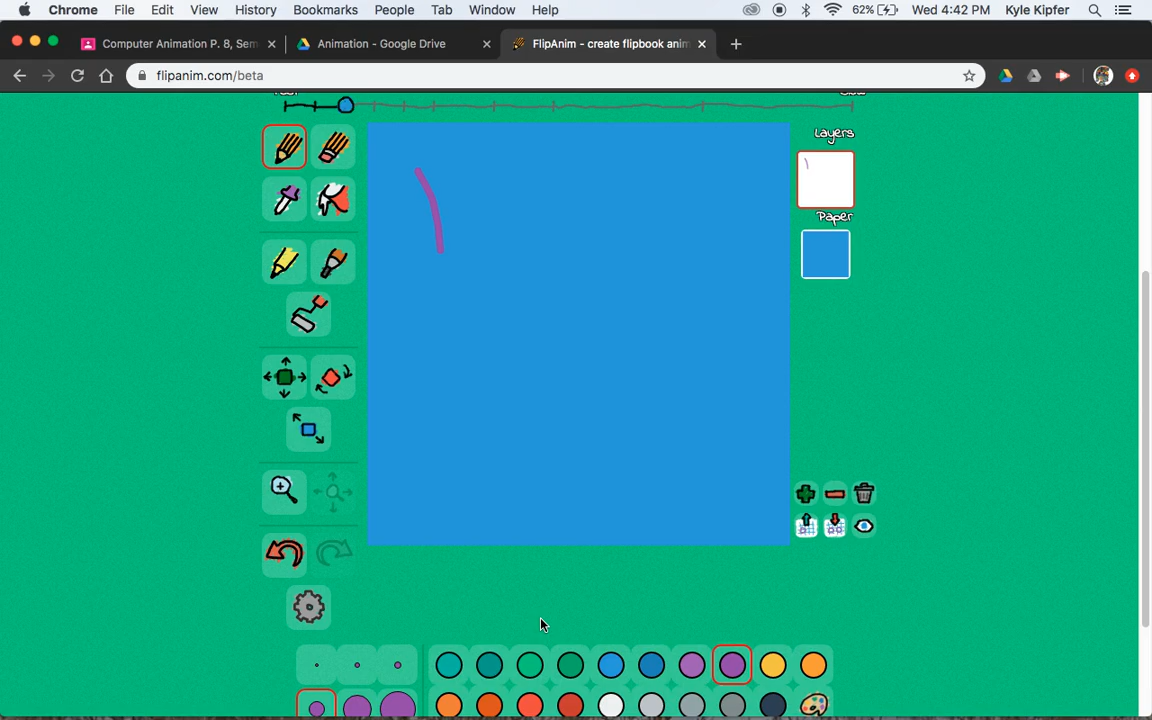 Chrome File Edit View History Bookmarks People Tab Window Help 62% Wed 4:42 PM Kyle Kipfer
Computer Animation P. 8, Sem Animation - Google Drive FlipAnim - create flipbook anim
flipanim.com/beta
Layers
Paper